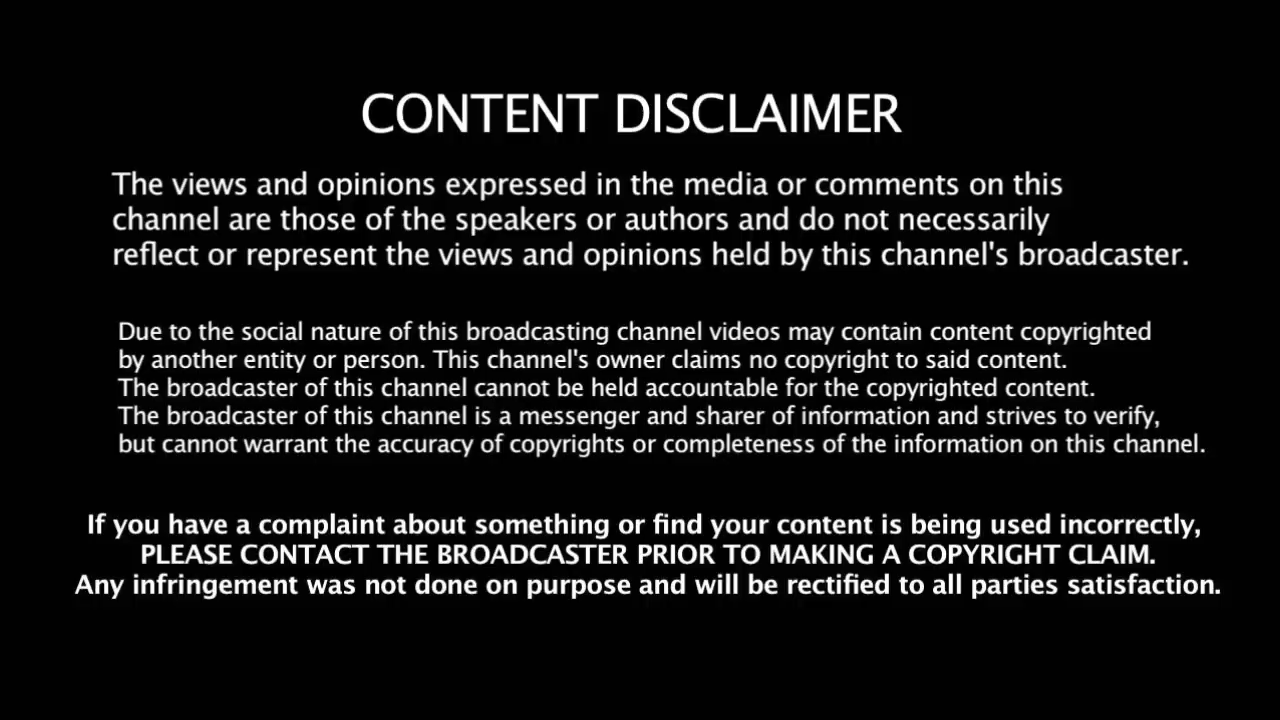 CONTENT DISCLAIMER
The views and opinions expressed in the media or comments on this
channel are those of the speakers or authors and do not necessarily
reflect or represent the views and opinions held by this channel's broadcaster.
Due to the social nature of this broadcasting channel videos may contain content copyrighted
by another entity or person. This channel's owner claims no copyright to said content.
The broadcaster of this channel cannot be held accountable for the copyrighted content.
The broadcaster of this channel is a messenger and sharer of information and strives to verify,
but cannot warrant the accuracy of copyrights or completeness of the information on this channel.
If you have a complaint about something or find your content is being used incorrectly,
PLEASE CONTACT THE BROADCASTER PRIOR TO MAKING A COPYRIGHT CLAIM.
Any infringement was not done on purpose and will be rectified to all parties satisfaction.